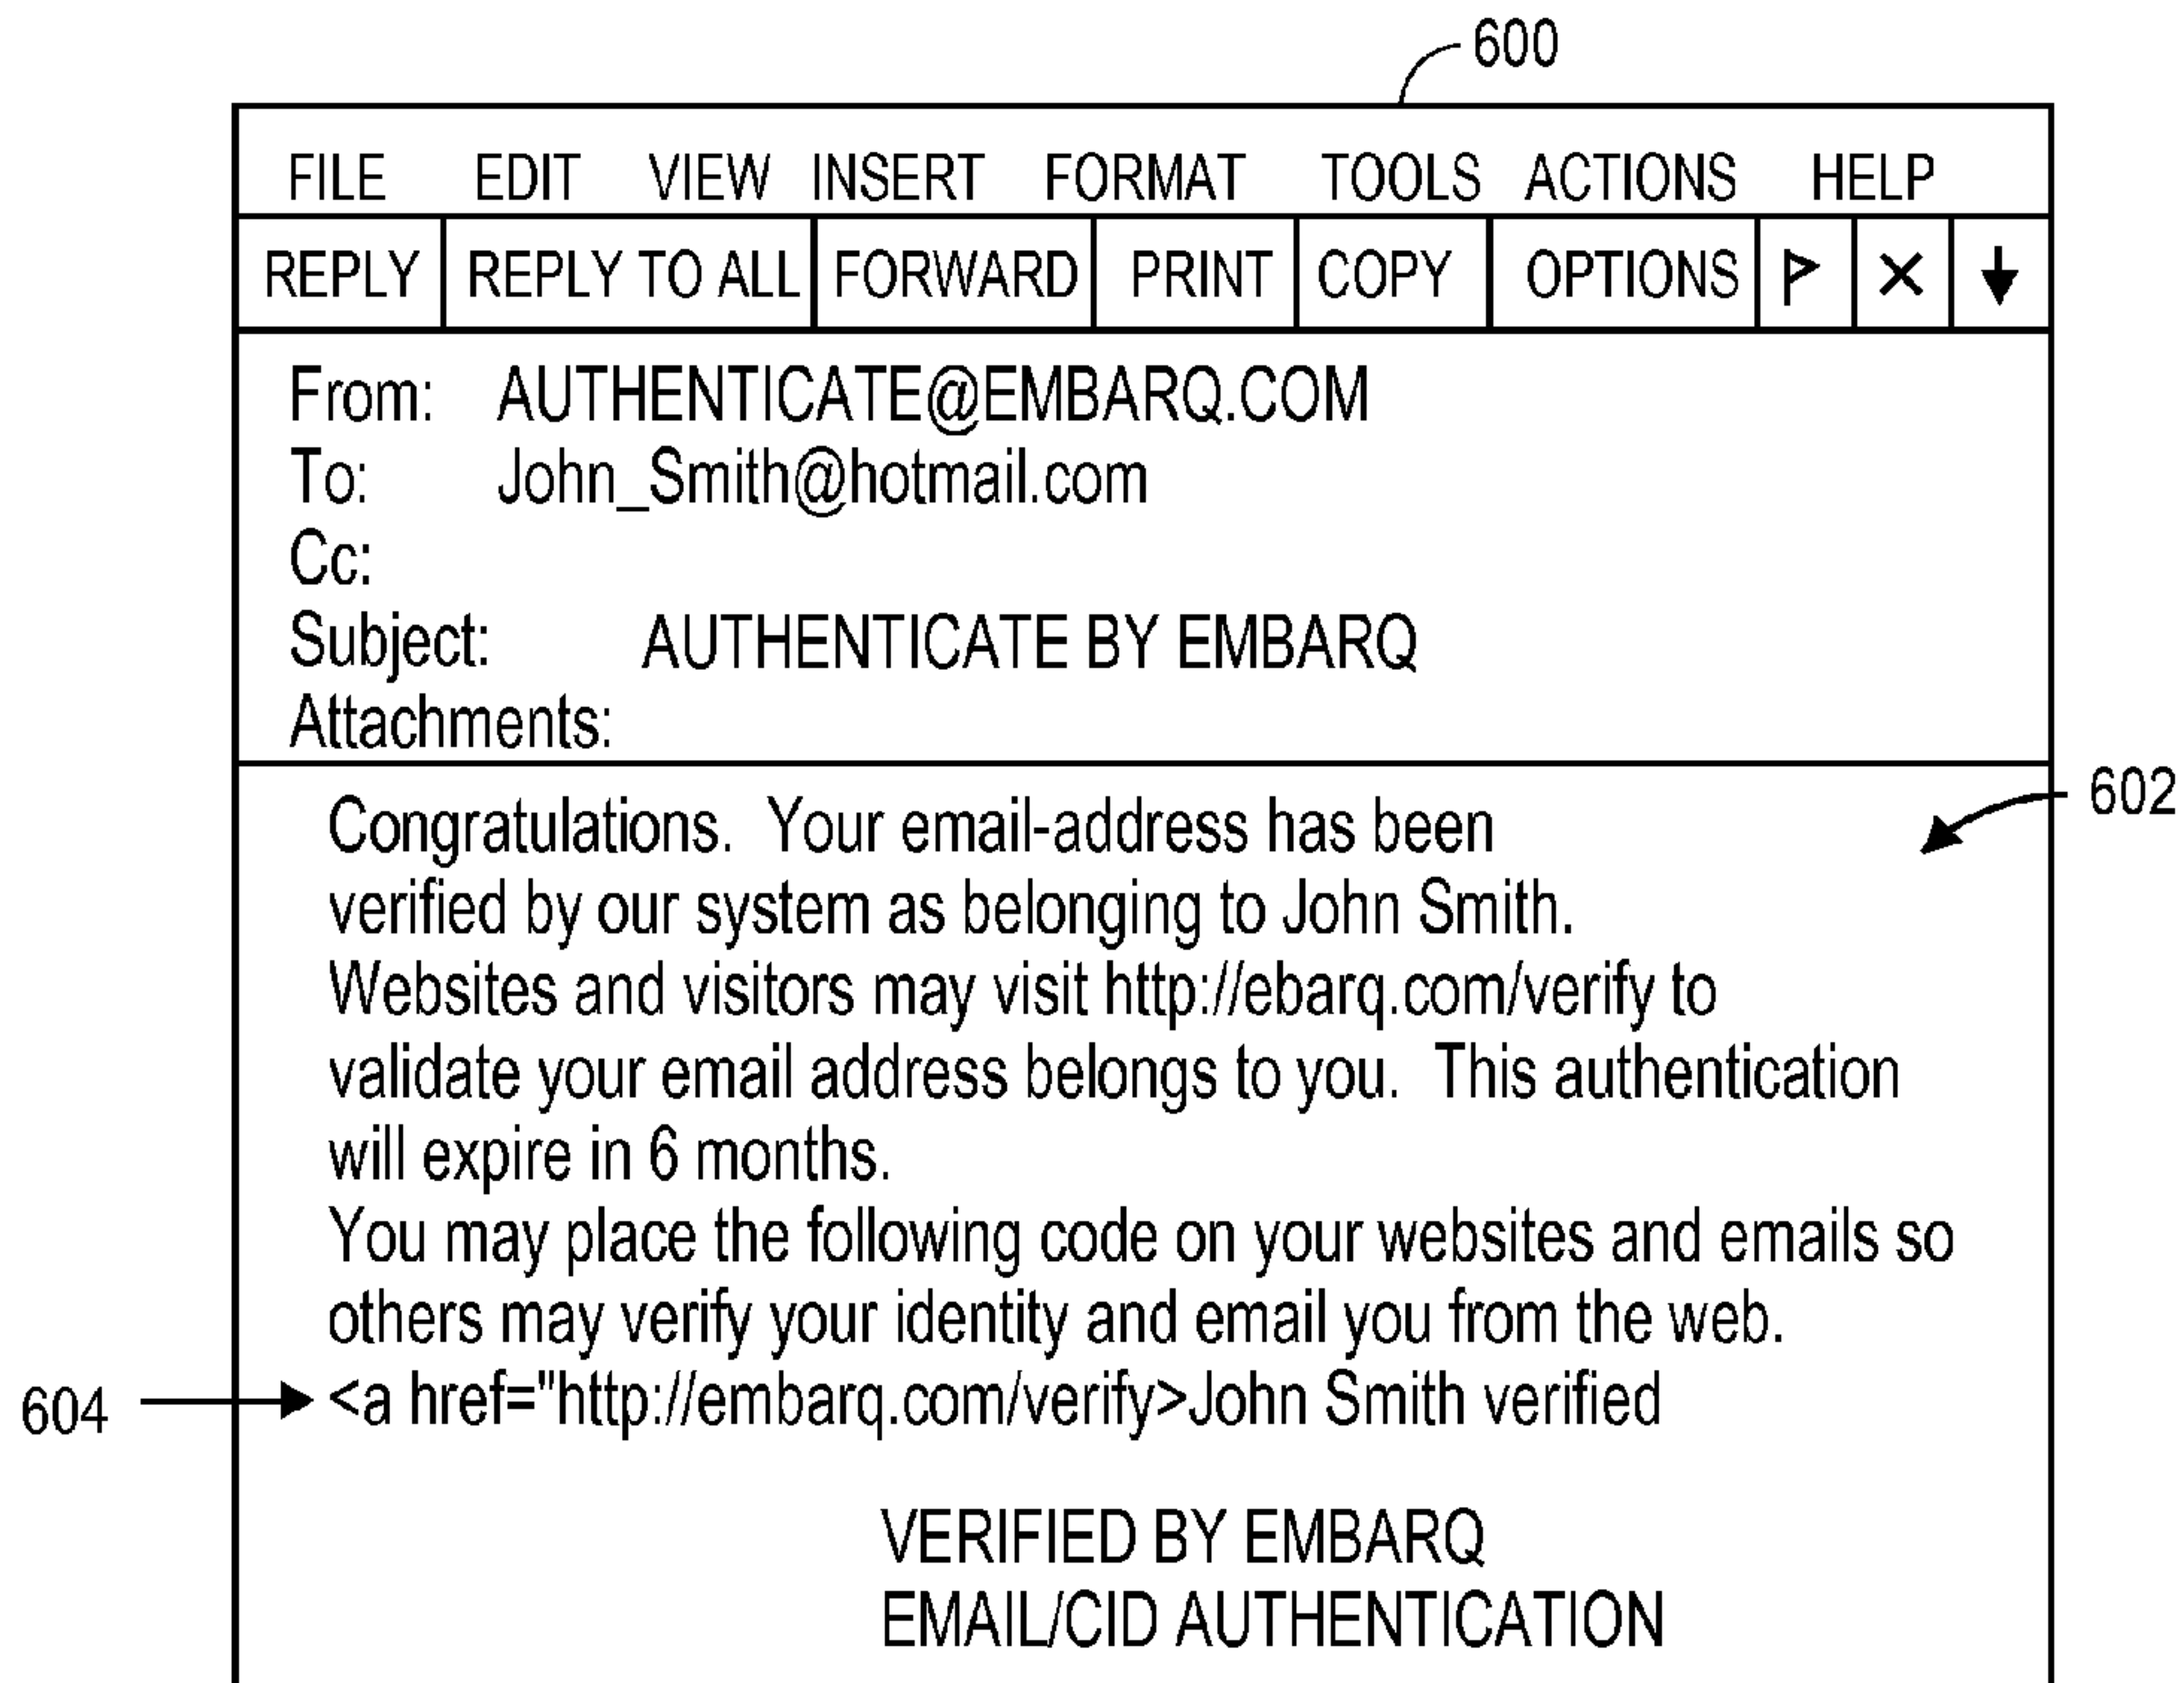 600
FILE EDIT VIEW INSERT FORMAT TOOLS ACTIONS HELP
REPLY REPLY TO ALL FORWARD PRINT COPY OPTIONS
From: AUTHENTICATE@EMBARQ.COM
To: John_Smith@hotmail.com
Cc:
Subject: AUTHENTICATE BY EMBARQ
Attachments:
602
Congratulations. Your email-address has been
verified by our system as belonging to John Smith.
Websites and visitors may visit http://ebarq.com/verify to
validate your email address belongs to you. This authentication
will expire in 6 months.
You may place the following code on your websites and emails so
others may verify your identity and email you from the web.
604 <a href="http://embarq.com/verify>John Smith verified
VERIFIED BY EMBARQ
EMAIL/CID AUTHENTICATION